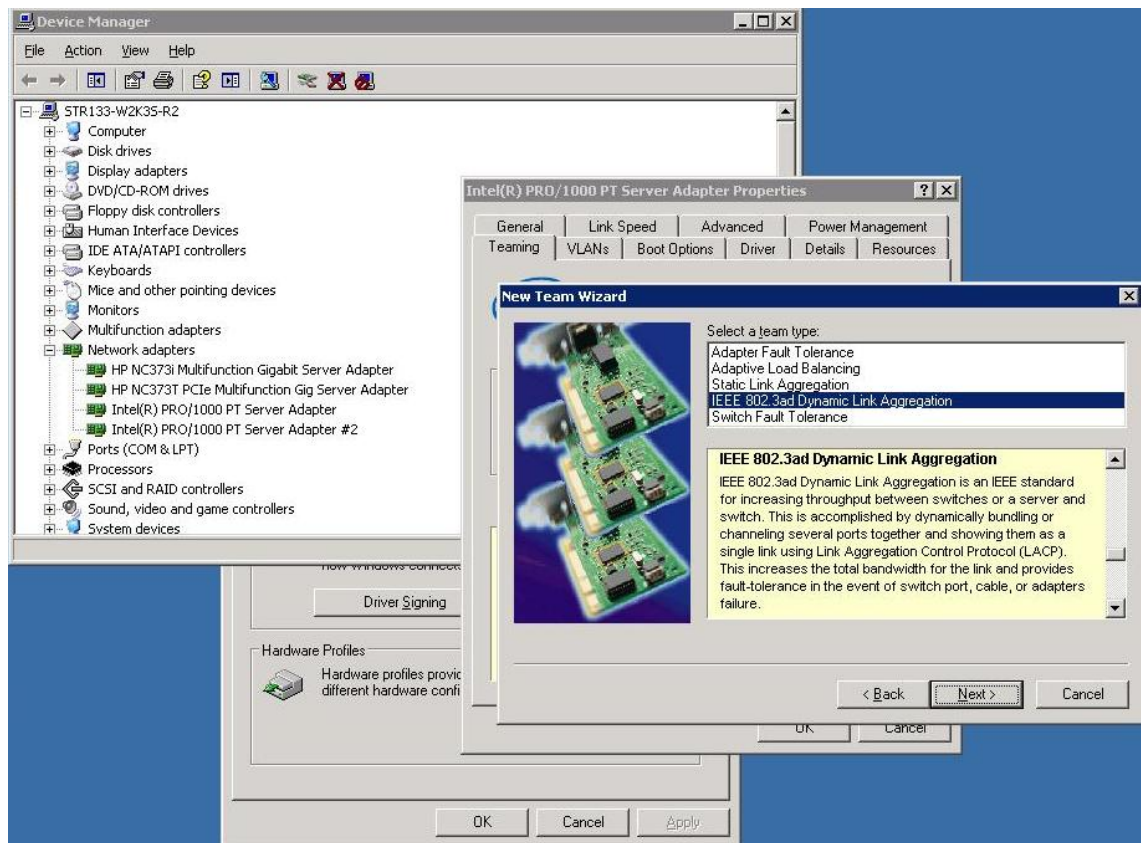 Device Manager
File Action View Help
STR133-W2K3S-R2
Computer
Disk drives
Display adapters
DVD/CD-ROM drives
Floppy disk controllers
Human Interface Devices
IDE ATA/ATAPI controllers
Keyboards
Mice and other pointing devices
Monitors
Multifunction adapters
Network adapters
HP NC373i Multifunction Gigabit Server Adapter
HP NC373T PCIe Multifunction Gig Server Adapter
Intel(R) PRO/1000 PT Server Adapter
Intel(R) PRO/1000 PT Server Adapter #2
Ports (COM & LPT)
Processors
SCSI and RAID controllers
Sound, video and game controllers
System devices
Intel(R) PRO/1000 PT Server Adapter Properties
General Link Speed Advanced Power Management
Teaming VLANs Boot Options Driver Details Resources
New Team Wizard
Select a team type:
Adapter Fault Tolerance
Adaptive Load Balancing
Static Link Aggregation
IEEE 802.3ad Dynamic Link Aggregation
Switch Fault Tolerance
IEEE 802.3ad Dynamic Link Aggregation
IEEE 802.3ad Dynamic Link Aggregation is an IEEE standard
for increasing throughput between switches or a server and
switch. This is accomplished by dynamically bundling or
channeling several ports together and showing them as a
single link using Link Aggregation Control Protocol (LACP).
This increases the total bandwidth for the link and provides
fault-tolerance in the event of switch port, cable, or adapters
failure.
< Back Next > Cancel
OK Cancel
how Windows connects
Driver Signing
Hardware Profiles
Hardware profiles provid
different hardware confi
OK Cancel Apply